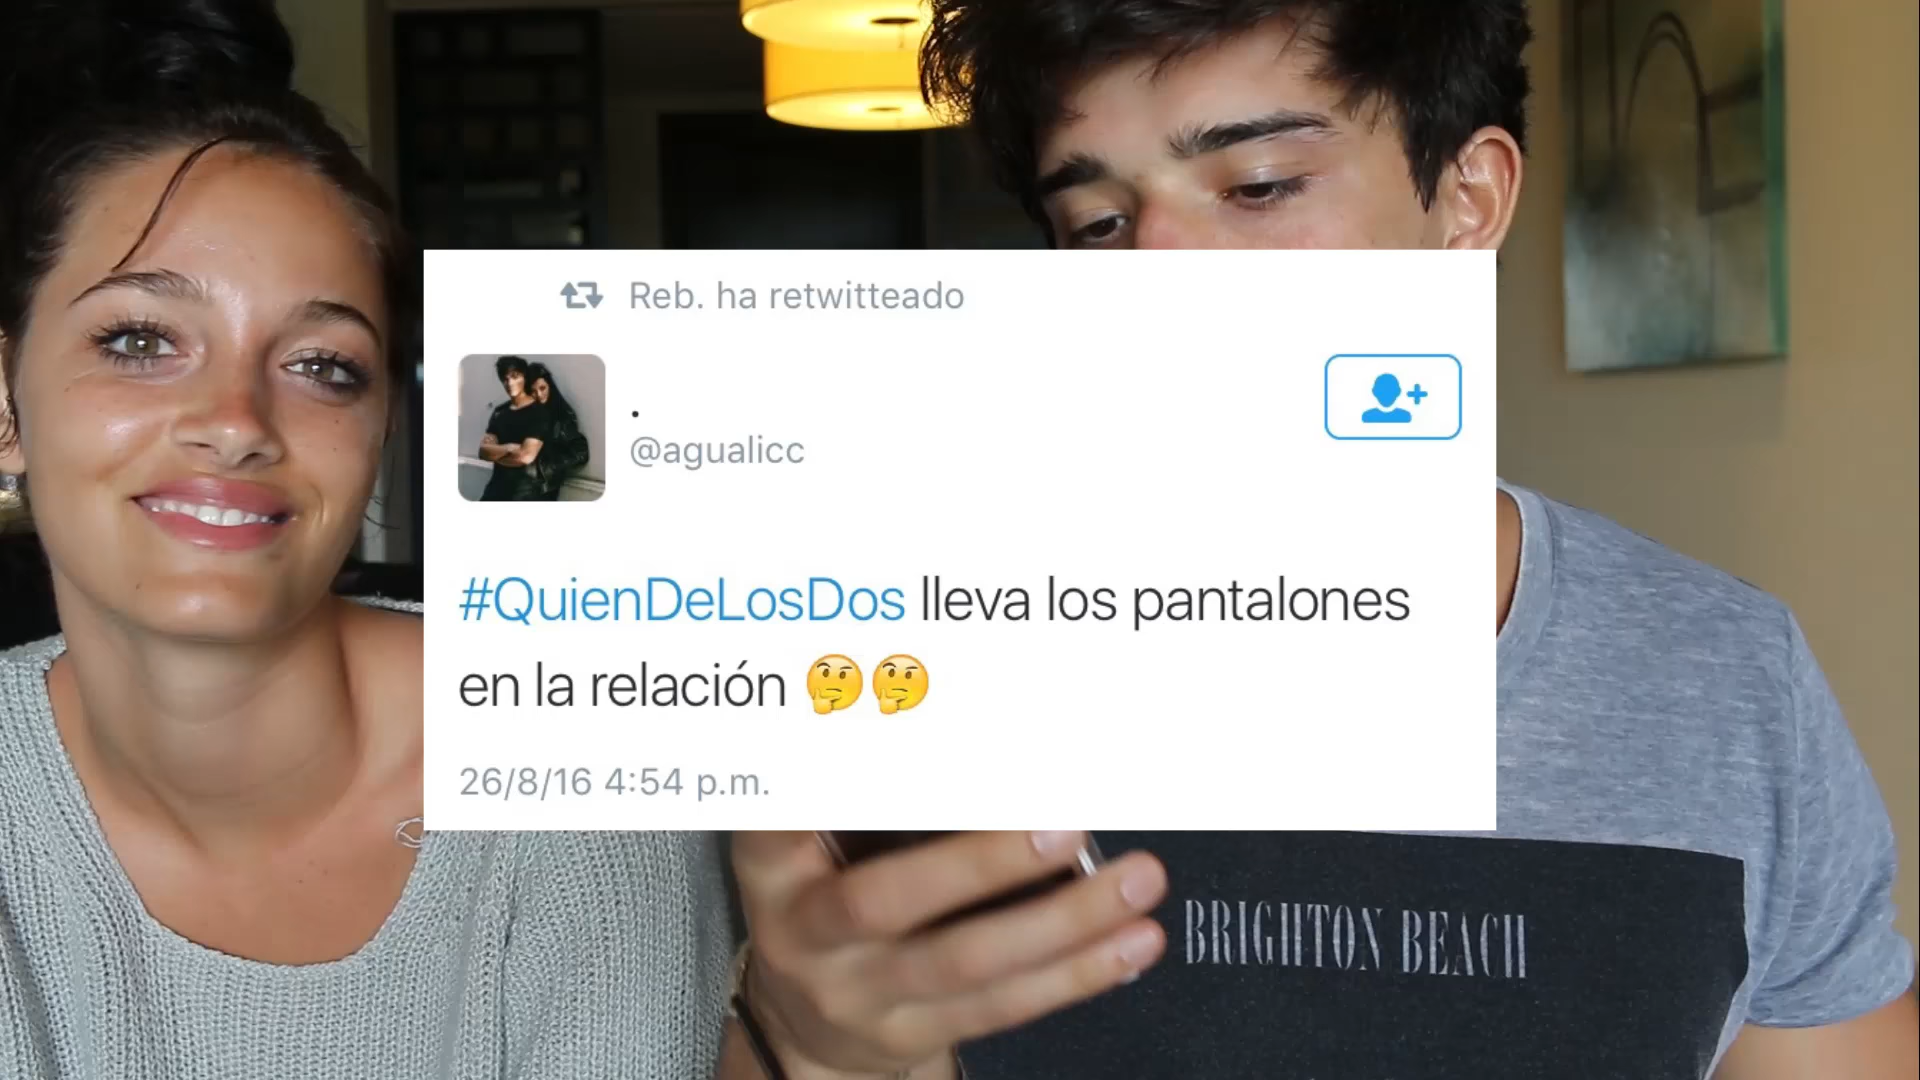 Reb. ha retwitteado
.
@agualicc
#QuienDeLosDos lleva los pantalones
en la relación 🤔🤔
26/8/16 4:54 p.m.
BRIGHTON BEACH